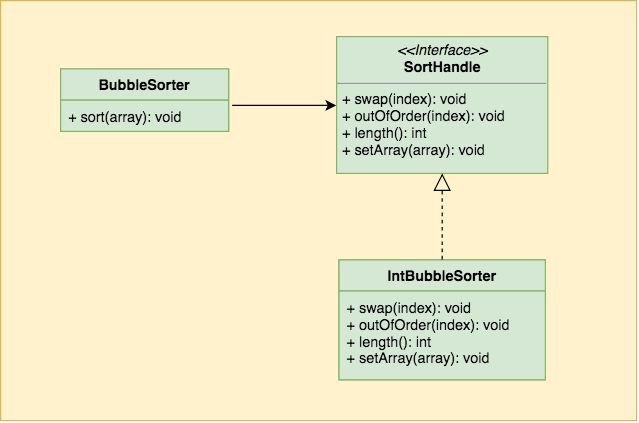 <<Interface>>
SortHandle
+ swap(index): void
+ outOfOrder(index): void
+ length(): int
+ setArray(array): void
BubbleSorter
+ sort(array): void
IntBubbleSorter
+ swap(index): void
+ outOfOrder(index): void
+ length(): int
+ setArray(array): void